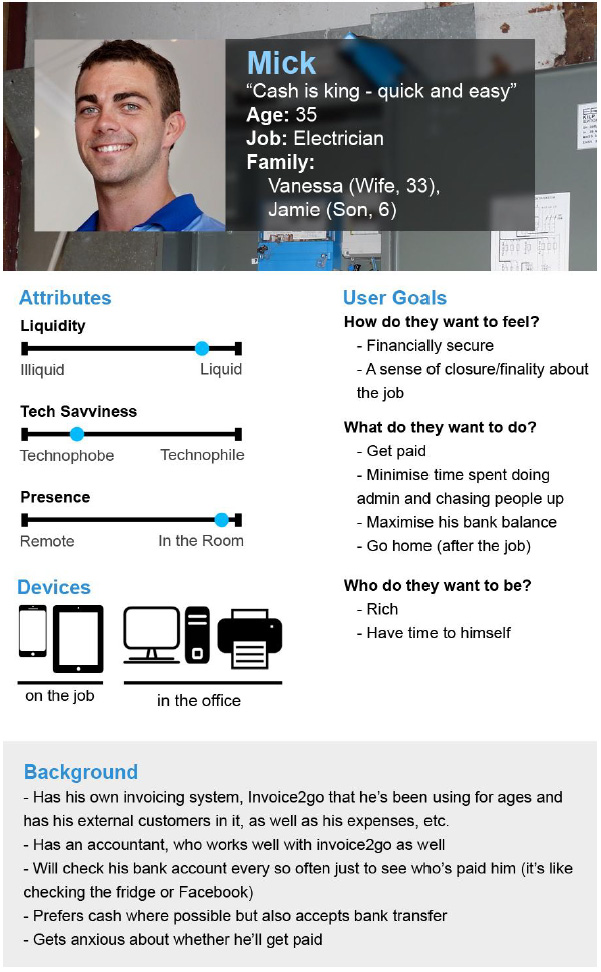 Mick
“Cash is king - quick and easy”
Age: 35
Job: Electrician
Family:
Vanessa (Wife, 33),
Jamie (Son, 6)
Attributes
Liquidity
Illiquid Liquid
Tech Savviness
Technophobe Technophile
Presence
Remote In the Room
Devices
on the job in the office
User Goals
How do they want to feel?
- Financially secure
- A sense of closure/finality about
the job
What do they want to do?
- Get paid
- Minimise time spent doing
admin and chasing people up
- Maximise his bank balance
- Go home (after the job)
Who do they want to be?
- Rich
- Have time to himself
Background
- Has his own invoicing system, Invoice2go that he’s been using for ages and
has his external customers in it, as well as his expenses, etc.
- Has an accountant, who works well with invoice2go as well
- Will check his bank account every so often just to see who’s paid him (it’s like
checking the fridge or Facebook)
- Prefers cash where possible but also accepts bank transfer
- Gets anxious about whether he’ll get paid